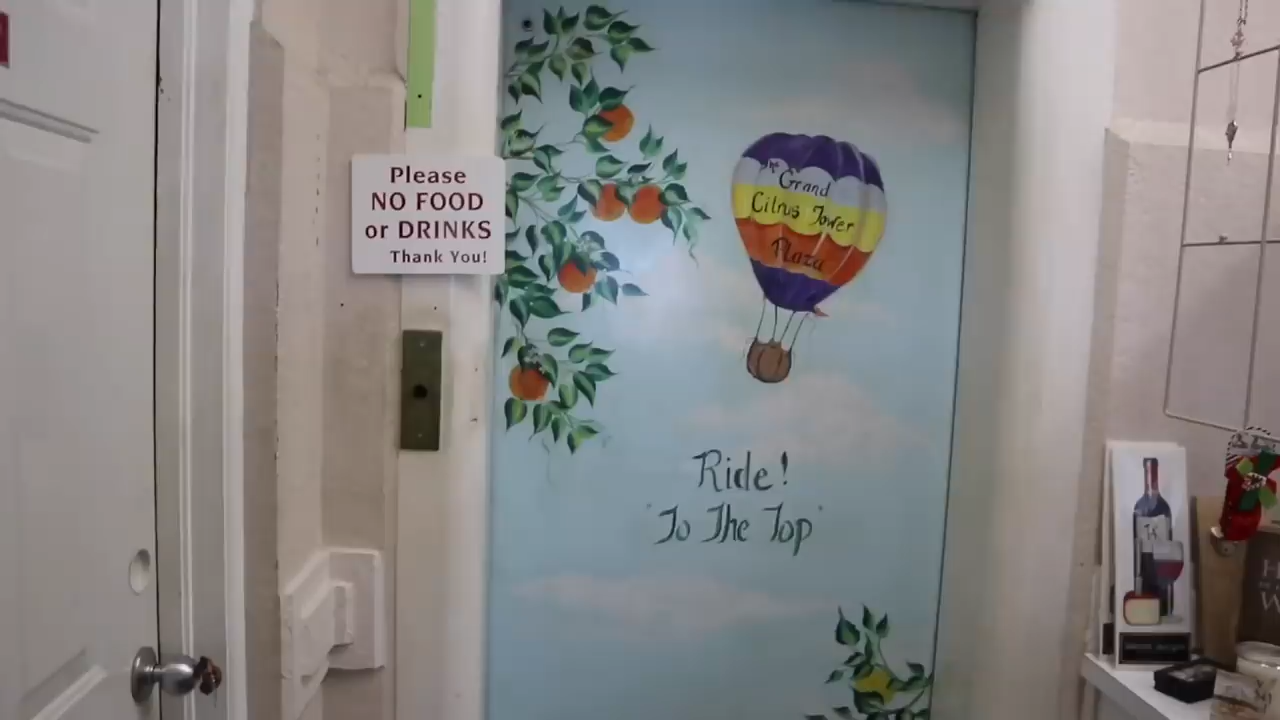 Please
NO FOOD
or DRINKS
Thank You!
The
Grand
Citrus Tower
Plaza
Ride!
"To The Top"